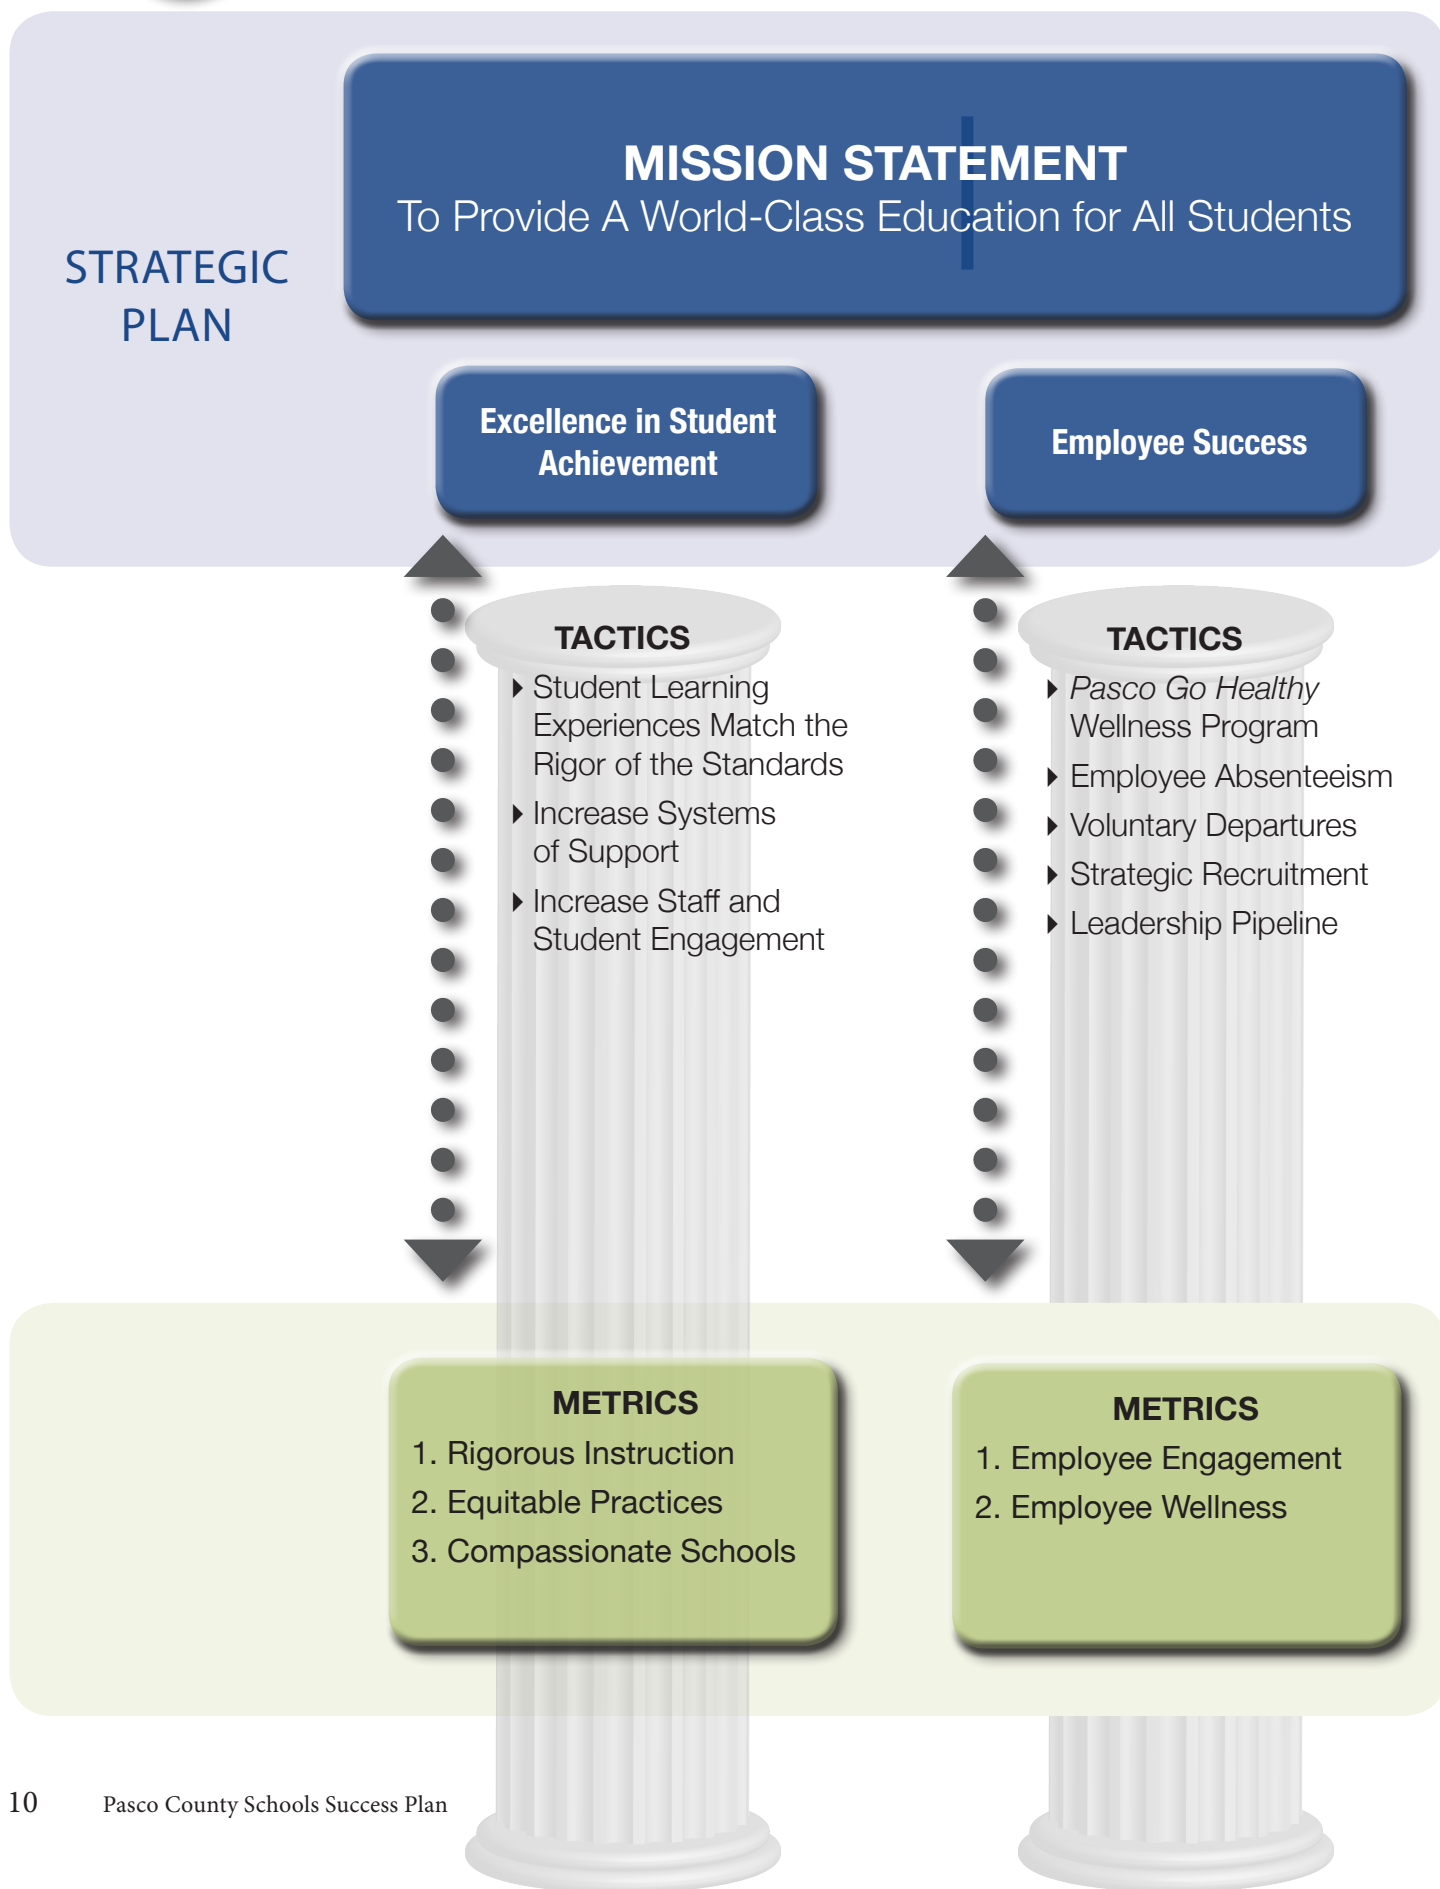 STRATEGIC
PLAN
MISSION STATEMENT
To Provide A World-Class Education for All Students
Excellence in Student
Achievement
Employee Success
TACTICS
Student Learning
Experiences Match the
Rigor of the Standards
Increase Systems
of Support
Increase Staff and
Student Engagement
TACTICS
Pasco Go Healthy
Wellness Program
Employee Absenteeism
Voluntary Departures
Strategic Recruitment
Leadership Pipeline
METRICS
1. Rigorous Instruction
2. Equitable Practices
3. Compassionate Schools
METRICS
1. Employee Engagement
2. Employee Wellness
10 Pasco County Schools Success Plan